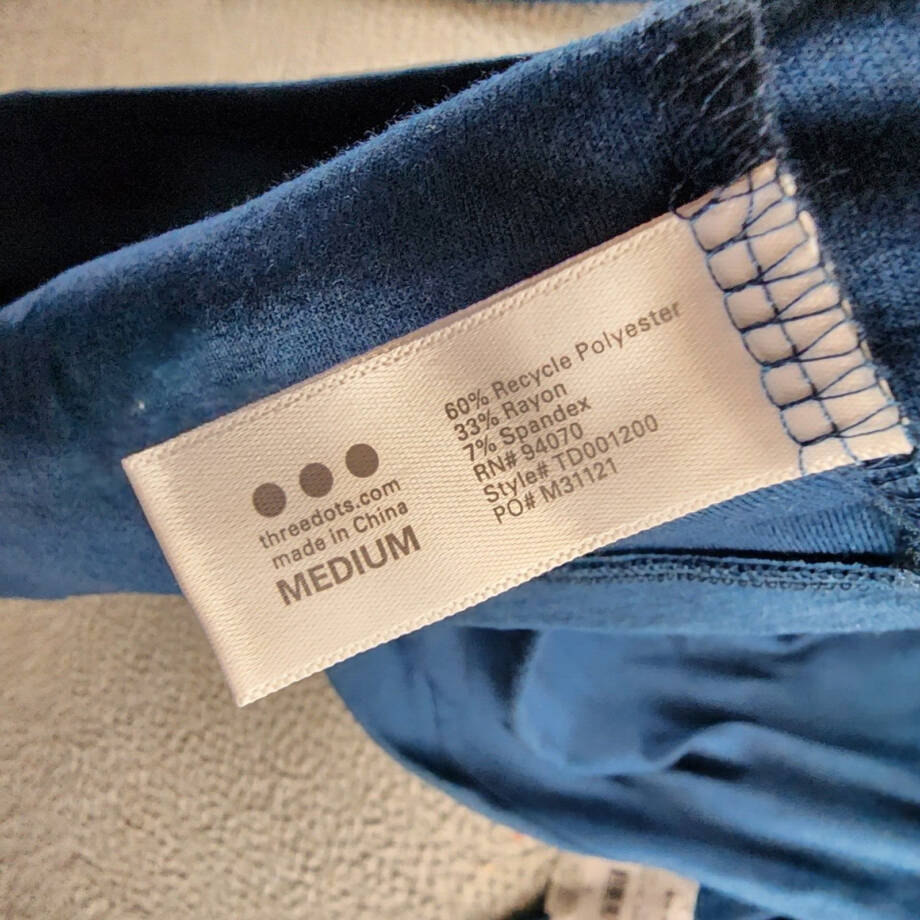 threedots.com
made in China
MEDIUM
60% Recycle Polyester
33% Rayon
7% Spandex
RN# 94070
Style# TD001200
PO# M31121